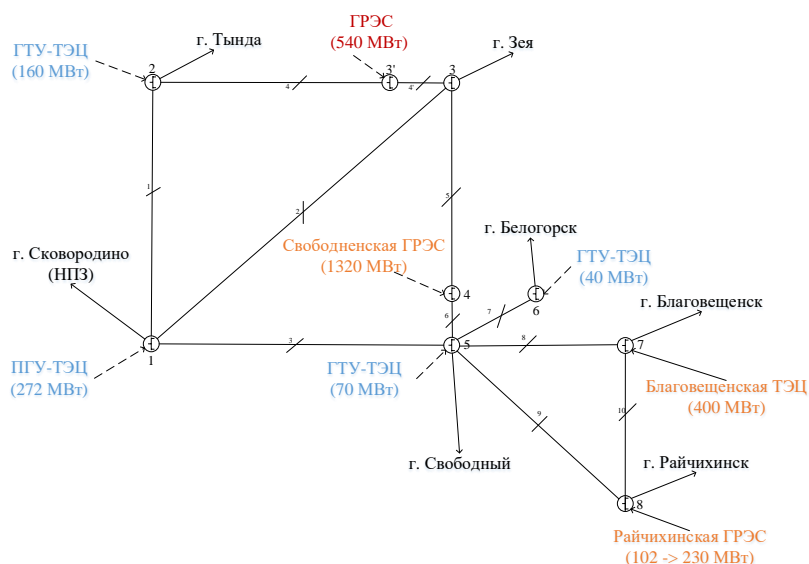 ГРЭС
(540 МВт)
г. Тында
г. Зея
ГТУ-ТЭЦ
(160 МВт)
2
3'
3
4
4'
1
2
5
г. Белогорск
Свободненская ГРЭС
(1320 МВт)
г. Сковородино
(НПЗ)
ГТУ-ТЭЦ
(40 МВт)
4
6
г. Благовещенск
6
7
3
5
8
7
1
ПГУ-ТЭЦ
(272 МВт)
ГТУ-ТЭЦ
(70 МВт)
Благовещенская ТЭЦ
(400 МВт)
9
10
г. Свободный
г. Райчихинск
8
Райчихинская ГРЭС
(102 -> 230 МВт)